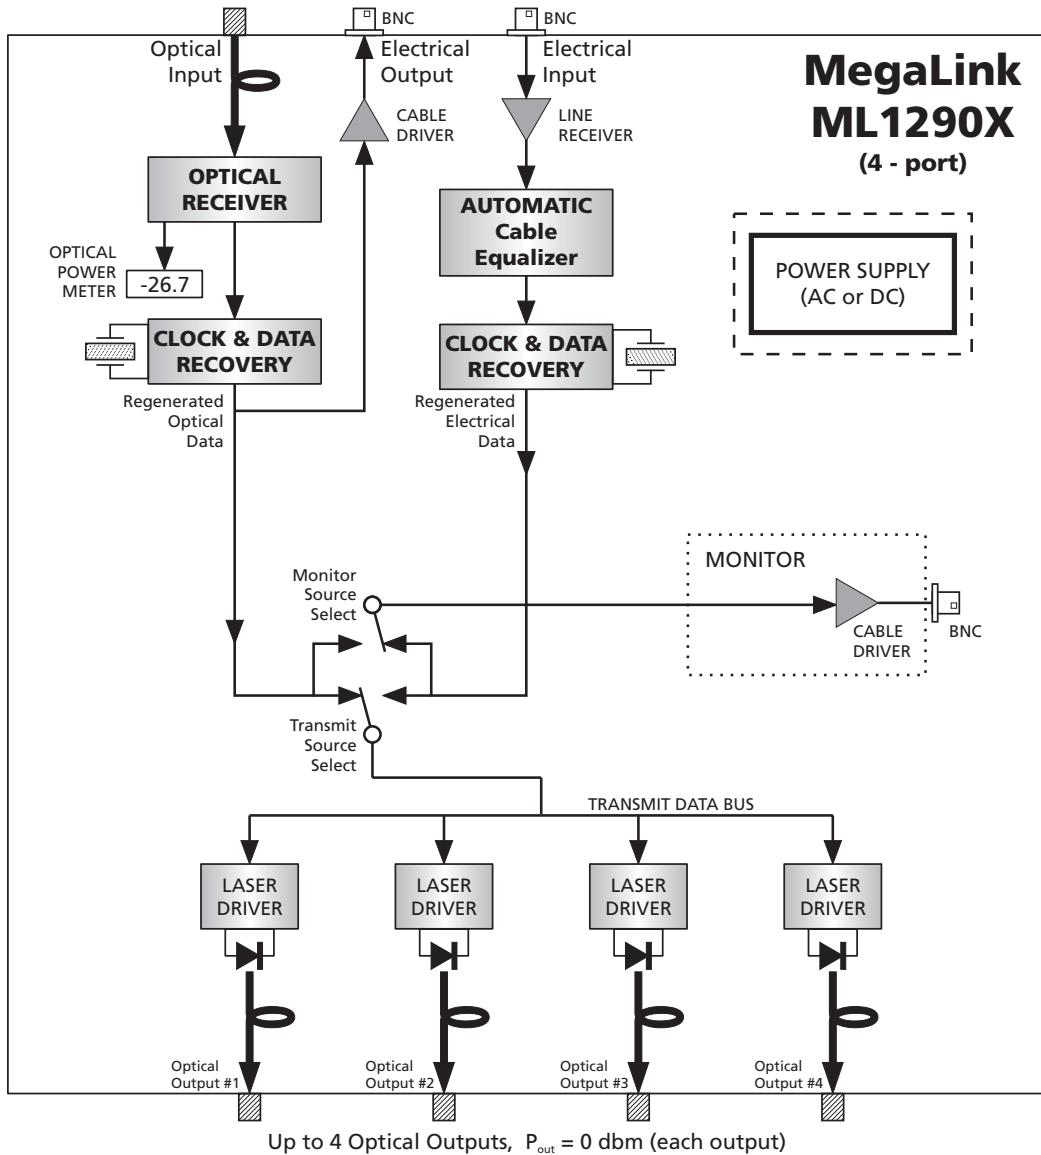 BNC
BNC
Optical
Input
Electrical
Output
Electrical
Input
MegaLink
ML1290X
(4 - port)
CABLE
DRIVER
LINE
RECEIVER
OPTICAL
RECEIVER
AUTOMATIC
Cable
Equalizer
OPTICAL
POWER
METER
-26.7
POWER SUPPLY
(AC or DC)
CLOCK & DATA
RECOVERY
CLOCK & DATA
RECOVERY
Regenerated
Optical
Data
Regenerated
Electrical
Data
MONITOR
Monitor
Source
Select
CABLE
DRIVER
BNC
Transmit
Source
Select
TRANSMIT DATA BUS
LASER
DRIVER
LASER
DRIVER
LASER
DRIVER
LASER
DRIVER
Optical
Output #1
Optical
Output #2
Optical
Output #3
Optical
Output #4
Up to 4 Optical Outputs, Pout = 0 dbm (each output)